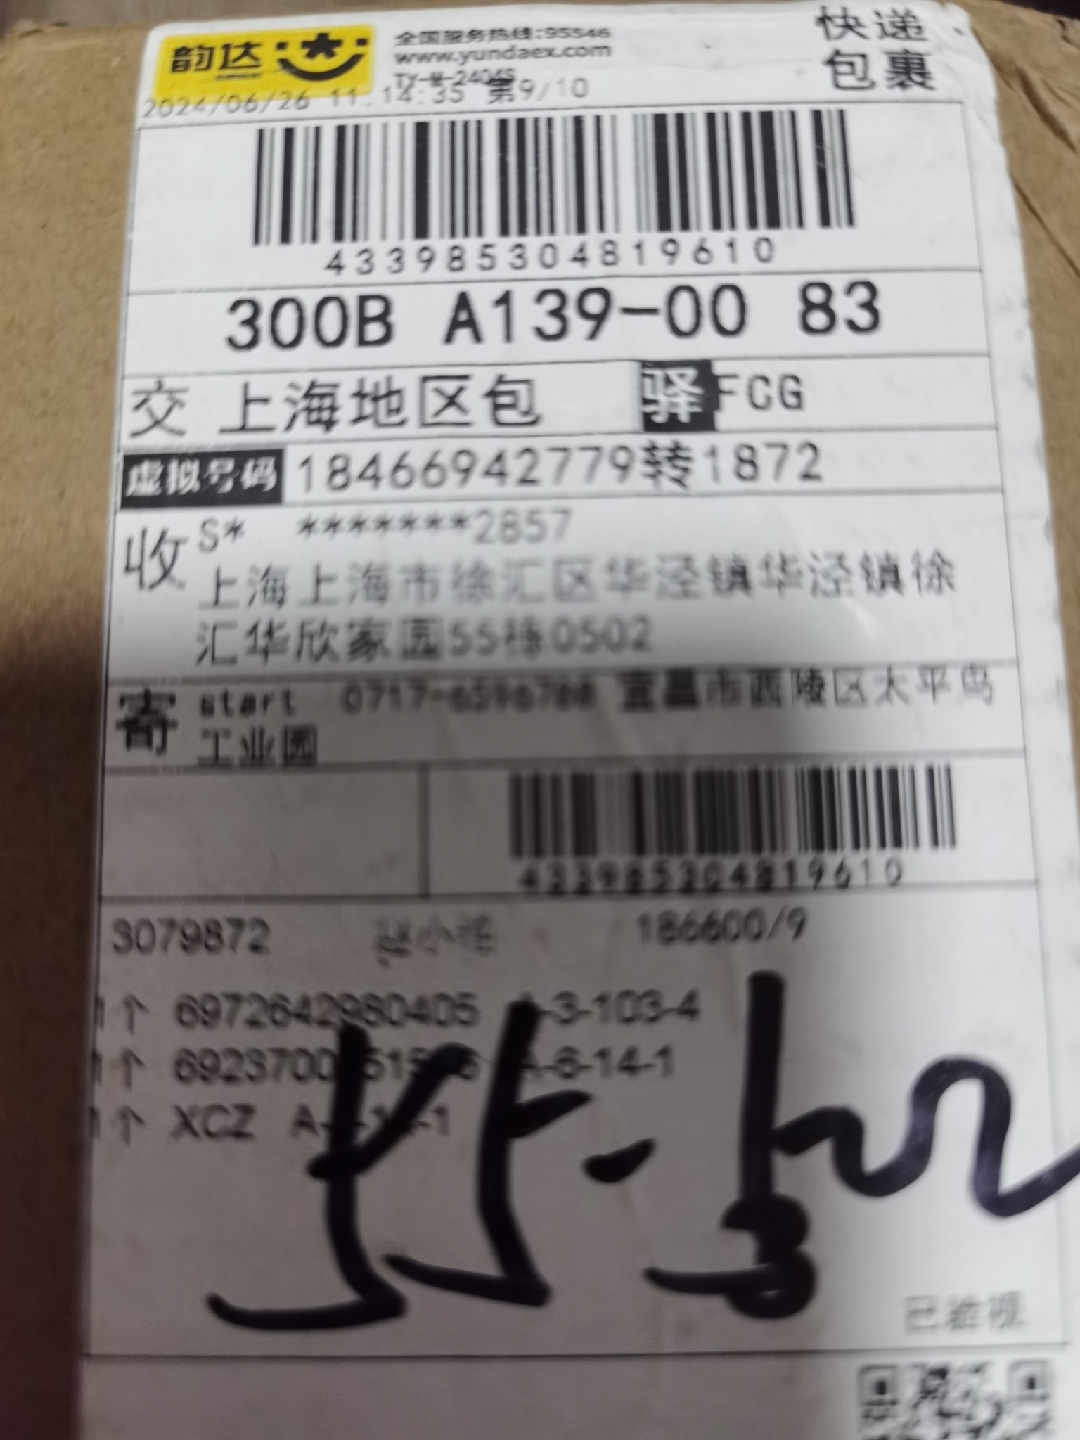 韵达
全国服务热线:95546
www.yundaex.com
快递
包裹
2024/06/26 11:14:35 第9/10
433985304819610
300B A139-00 83
交 上海地区包 驿 FCG
虚拟号码 18466942779转1872
收 S* *******2857
上海上海市徐汇区华泾镇华泾镇徐
汇华欣家园55栋0502
寄 start 0717-6396788 宜昌市西陵区太平鸟
工业园
433985304819610
3079872 赵小 186600/9
1个 6972642980405 A-3-103-4
1个 A-6-14-1
1个 XCZ
55-
已验视